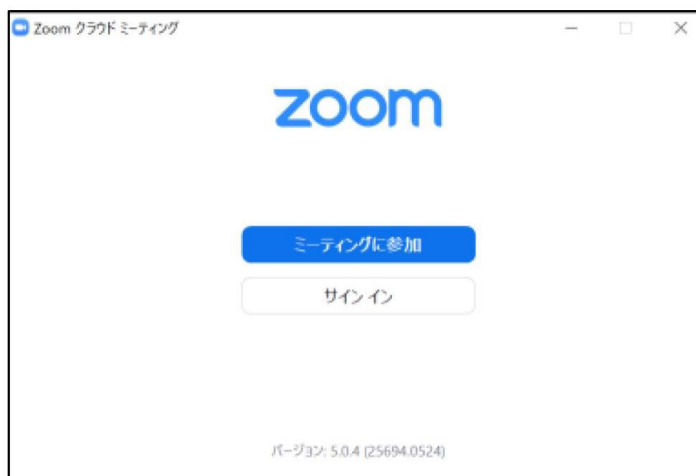 Zoom クラウド ミーティング
zoom
ミーティングに参加
サイン イン
バージョン: 5.0.4 (25694.0524)